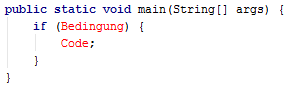 public static void main(String[] args) {
    if (Bedingung) {
        Code;
    }
}